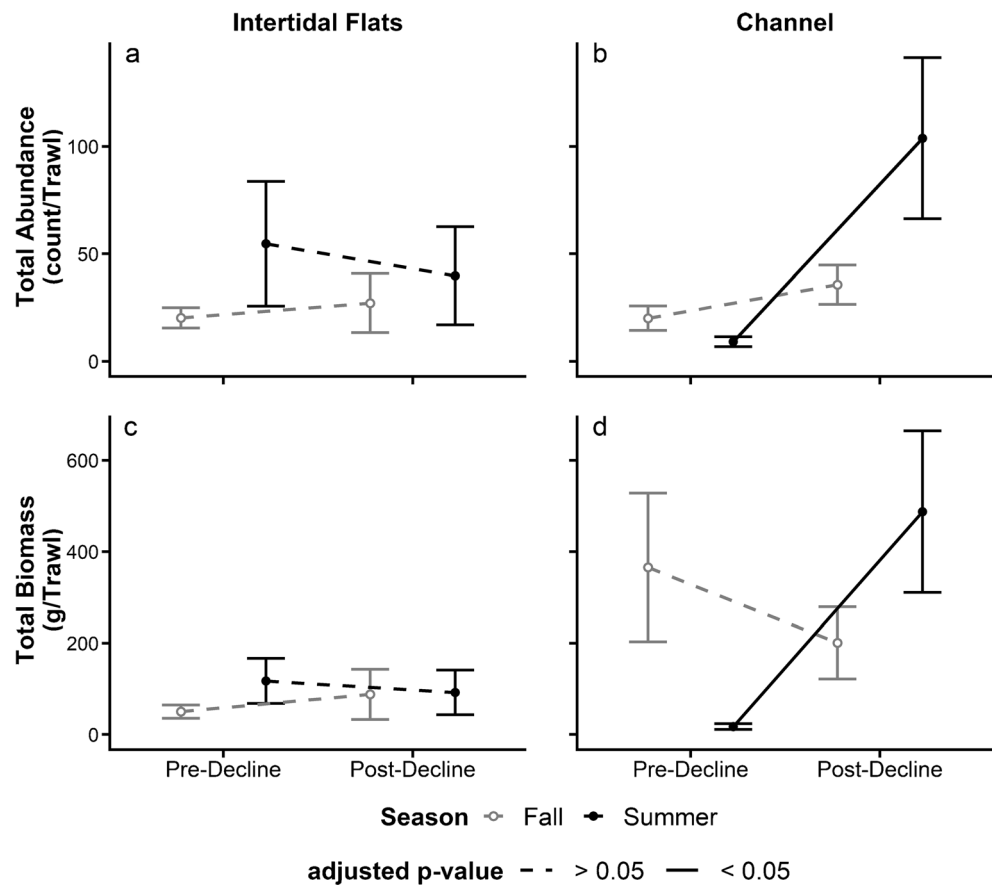 Intertidal Flats
Channel
a
b
Total Abundance
(count/Trawl)
100
50
0
c
d
Total Biomass
(g/Trawl)
600
400
200
0
Pre-Decline
Post-Decline
Pre-Decline
Post-Decline
Season Fall Summer
adjusted p-value > 0.05 < 0.05